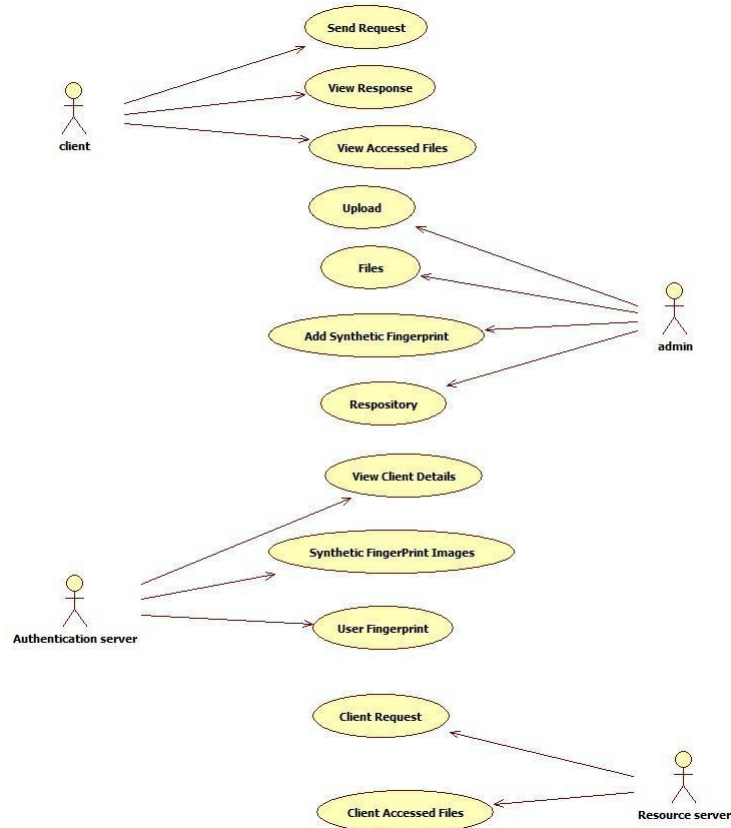 Send Request
View Response
client
View Accessed Files
Upload
Files
Add Synthetic Fingerprint
admin
Respository
View Client Details
Synthetic FingerPrint Images
User Fingerprint
Authentication server
Client Request
Client Accessed Files
Resource server